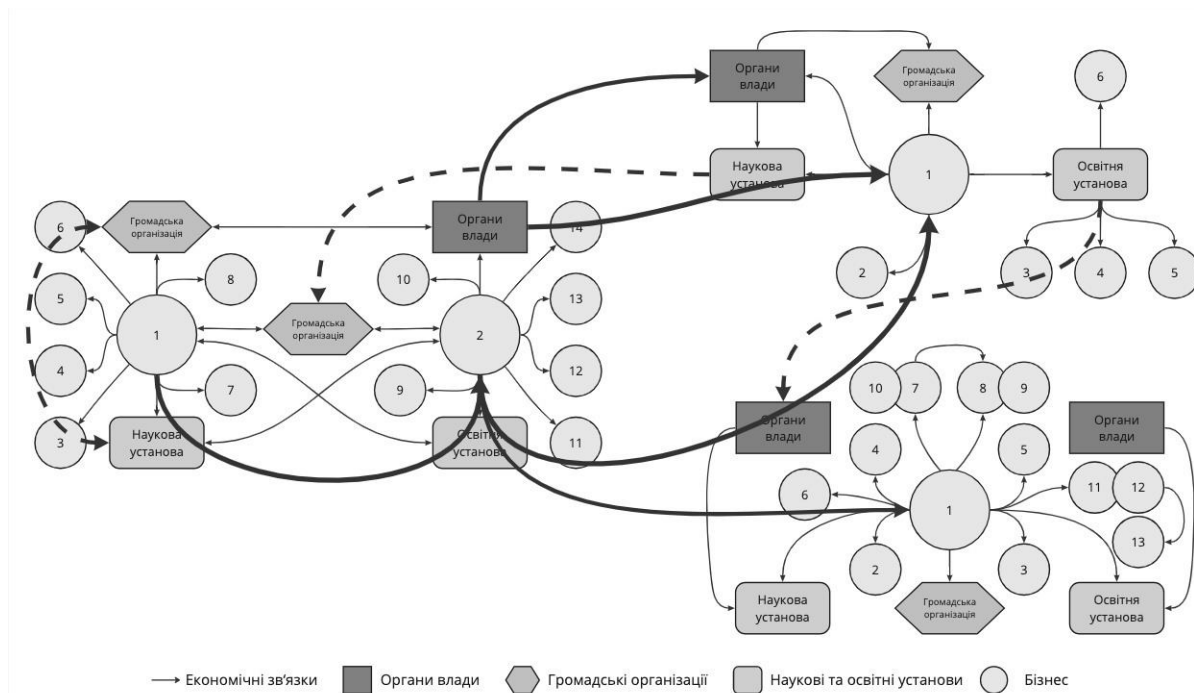 Органи
влади
Громадська
організація
6
Наукова
установа
1
Освітня
установа
6
Громадська
організація
Органи
влади
14
2
3
4
5
5
8
10
13
1
Громадська
організація
2
4
7
9
12
10
7
8
9
3
Наукова
установа
Освітня
установа
11
Органи
влади
Органи
влади
4
5
6
1
11
12
13
2
3
Наукова
установа
Громадська
організація
Освітня
установа
Економічні зв'язки
Органи влади
Громадські організації
Наукові та освітні установи
Бізнес